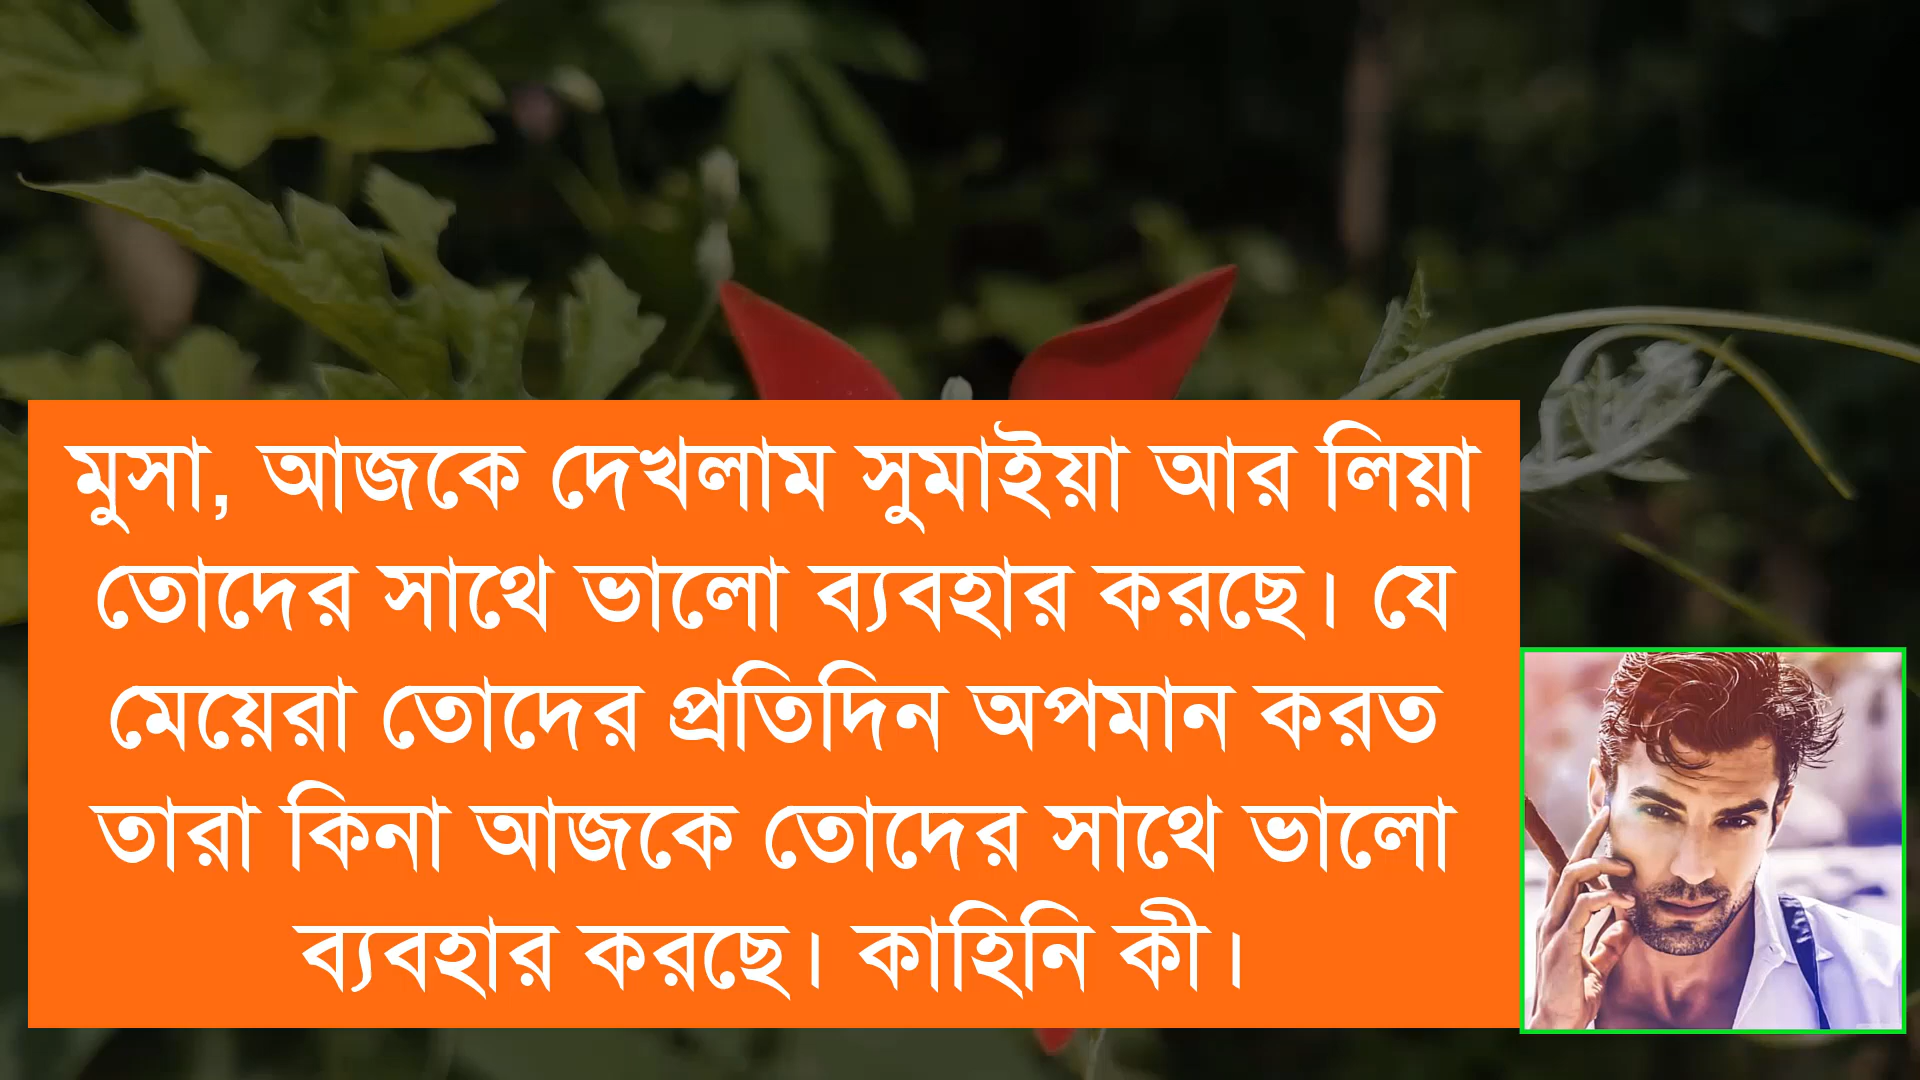 মুসা, আজকে দেখলাম সুমাইয়া আর লিয়া
তোদের সাথে ভালো ব্যবহার করছে। যে
মেয়েরা তোদের প্রতিদিন অপমান করত
তারা কিনা আজকে তোদের সাথে ভালো
ব্যবহার করছে। কাহিনি কী।